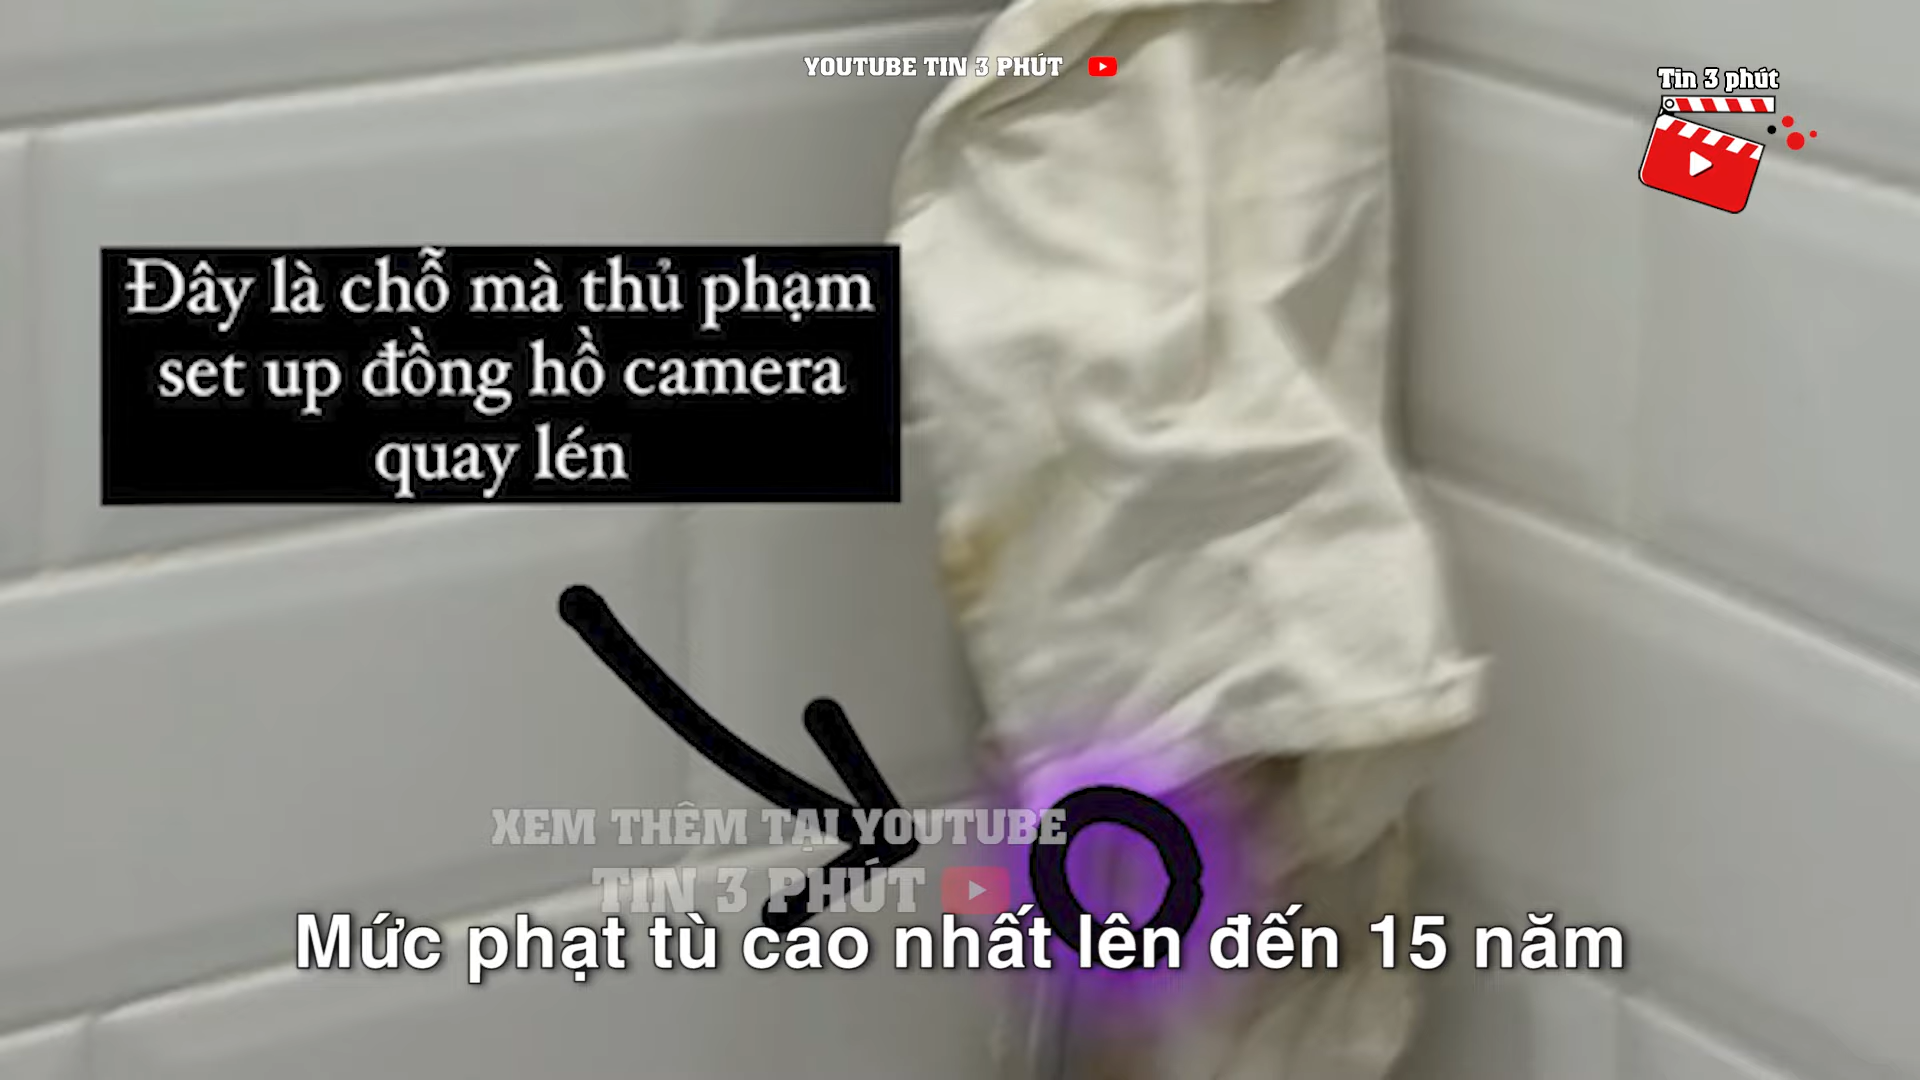 YOUTUBE TIN 3 PHÚT
Tin 3 phút
Đây là chỗ mà thủ phạm
set up đồng hồ camera
quay lén
XEM THÊM TẠI YOUTUBE
TIN 3 PHÚT
Mức phạt tù cao nhất lên đến 15 năm